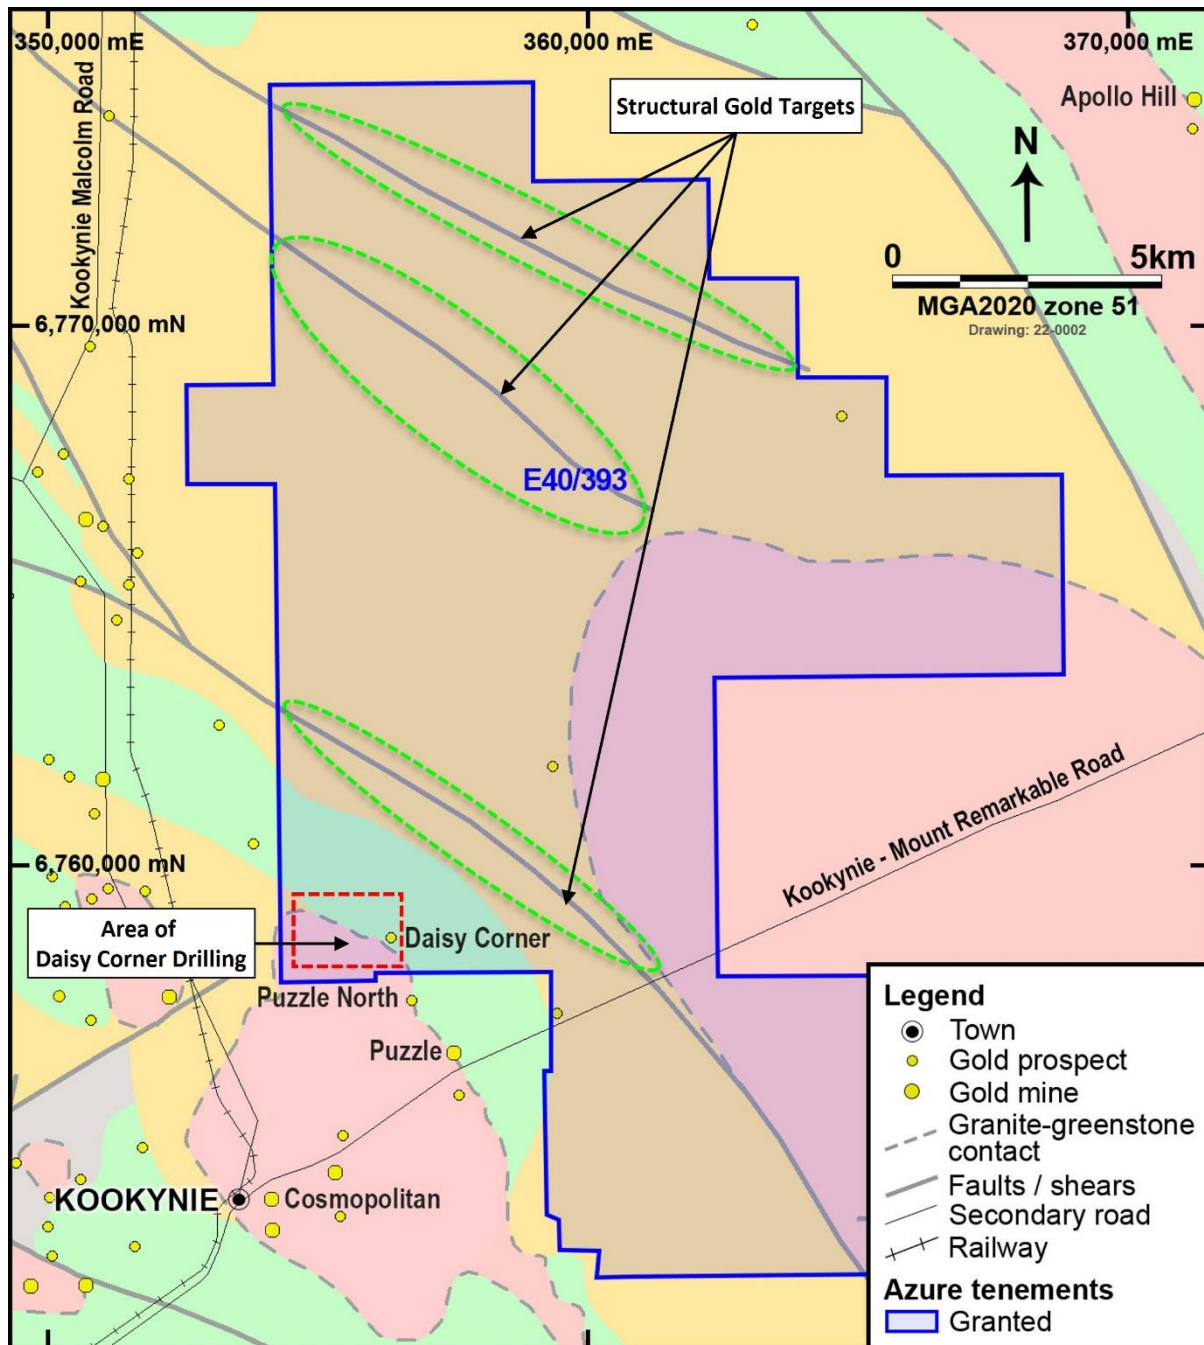 350,000 mE
360,000 mE
370,000 mE
Kookynie Malcolm Road
Structural Gold Targets
Apollo Hill
N
0
5km
MGA2020 zone 51
Drawing: 22-0002
6,770,000 mN
E40/393
Kookynie - Mount Remarkable Road
6,760,000 mN
Area of
Daisy Corner Drilling
Daisy Corner
Puzzle North
Puzzle
KOOKYNIE
Cosmopolitan
Legend
Town
Gold prospect
Gold mine
Granite-greenstone
contact
Faults / shears
Secondary road
Railway
Azure tenements
Granted